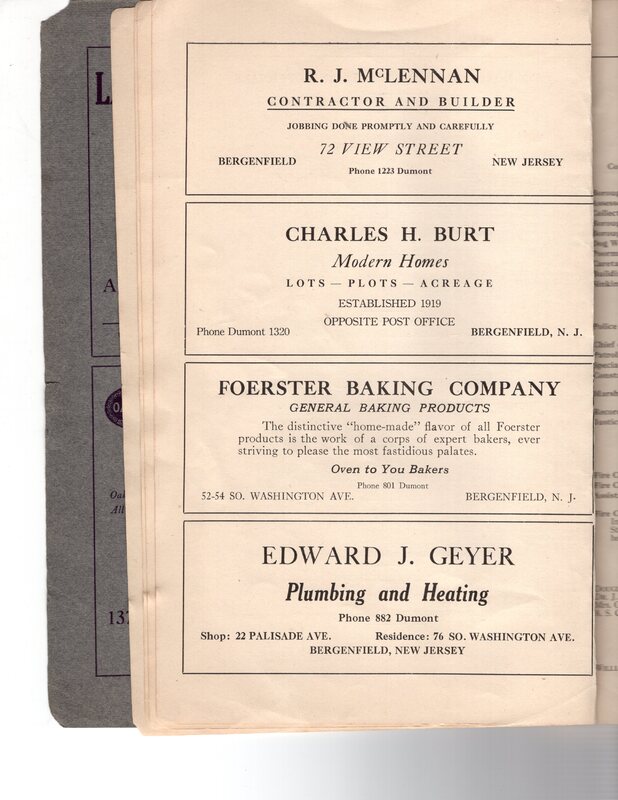 R. J. McLENNAN
CONTRACTOR AND BUILDER
JOBBING DONE PROMPTLY AND CAREFULLY
72 VIEW STREET
BERGENFIELD NEW JERSEY
Phone 1223 Dumont
CHARLES H. BURT
Modern Homes
LOTS — PLOTS — ACREAGE
ESTABLISHED 1919
OPPOSITE POST OFFICE
Phone Dumont 1320 BERGENFIELD, N. J.
FOERSTER BAKING COMPANY
GENERAL BAKING PRODUCTS
The distinctive "home-made" flavor of all Foerster
products is the work of a corps of expert bakers, ever
striving to please the most fastidious palates.
Oven to You Bakers
Phone 801 Dumont
52-54 SO. WASHINGTON AVE. BERGENFIELD, N. J.
EDWARD J. GEYER
Plumbing and Heating
Phone 882 Dumont
Shop: 22 PALISADE AVE. Residence: 76 SO. WASHINGTON AVE.
BERGENFIELD, NEW JERSEY